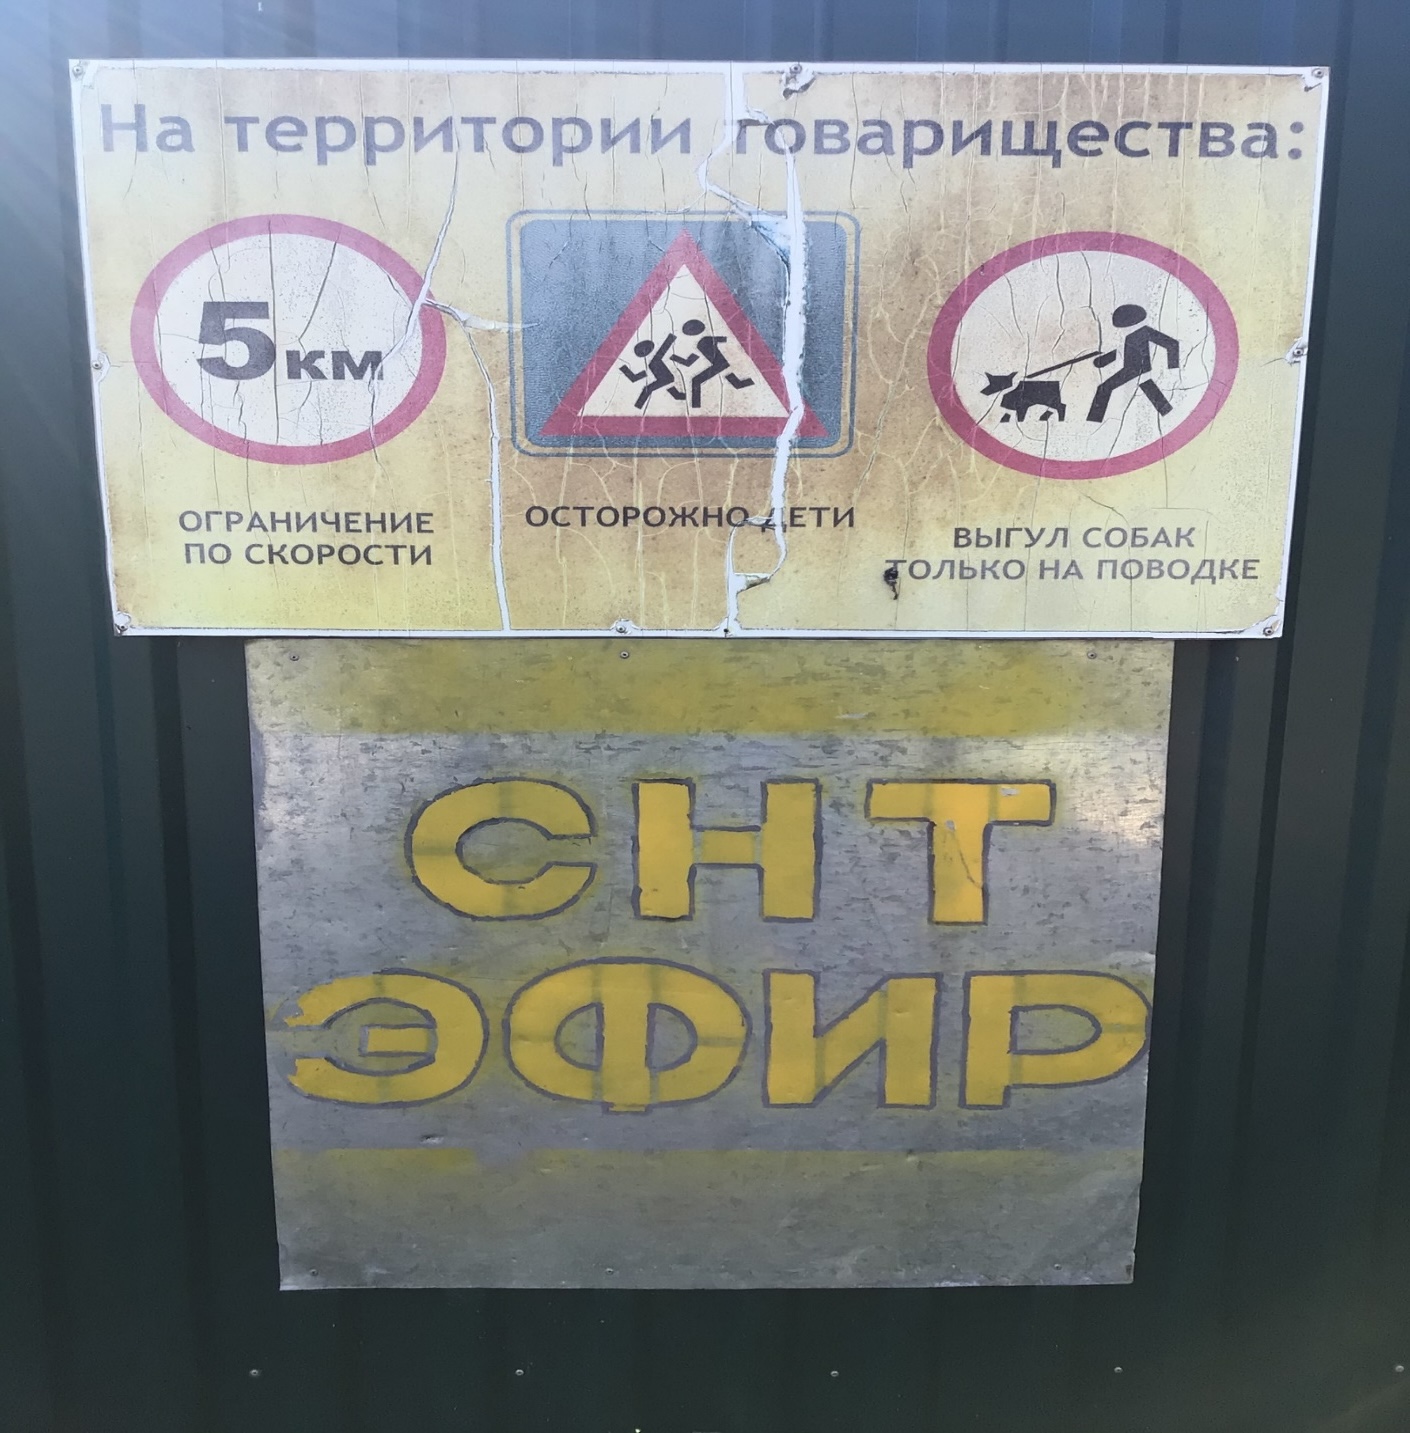 На территории товарищества:
5км
ОГРАНИЧЕНИЕ
ПО СКОРОСТИ
ОСТОРОЖНО ДЕТИ
ВЫГУЛ СОБАК
ТОЛЬКО НА ПОВОДКЕ
СНТ
ЭФИР